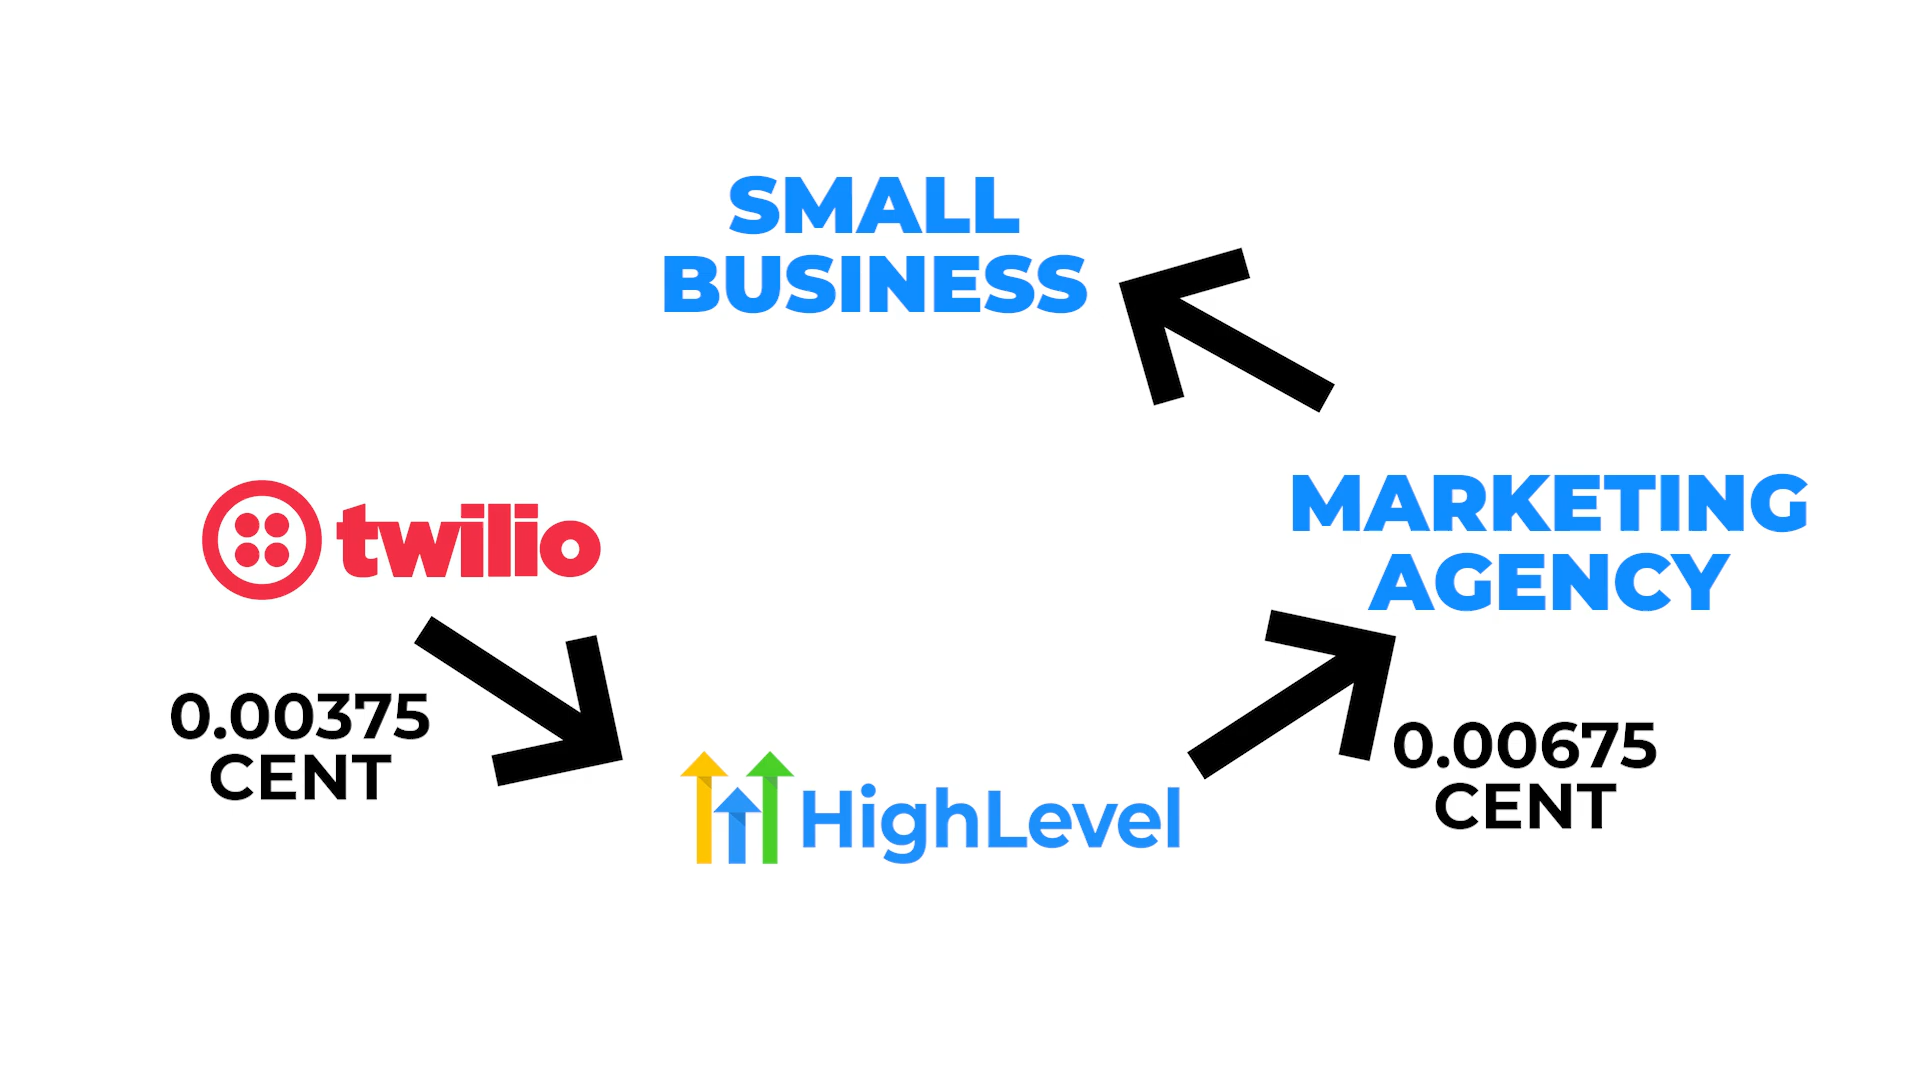 SMALL
BUSINESS
twilio
MARKETING
AGENCY
0.00375
CENT
HighLevel
0.00675
CENT